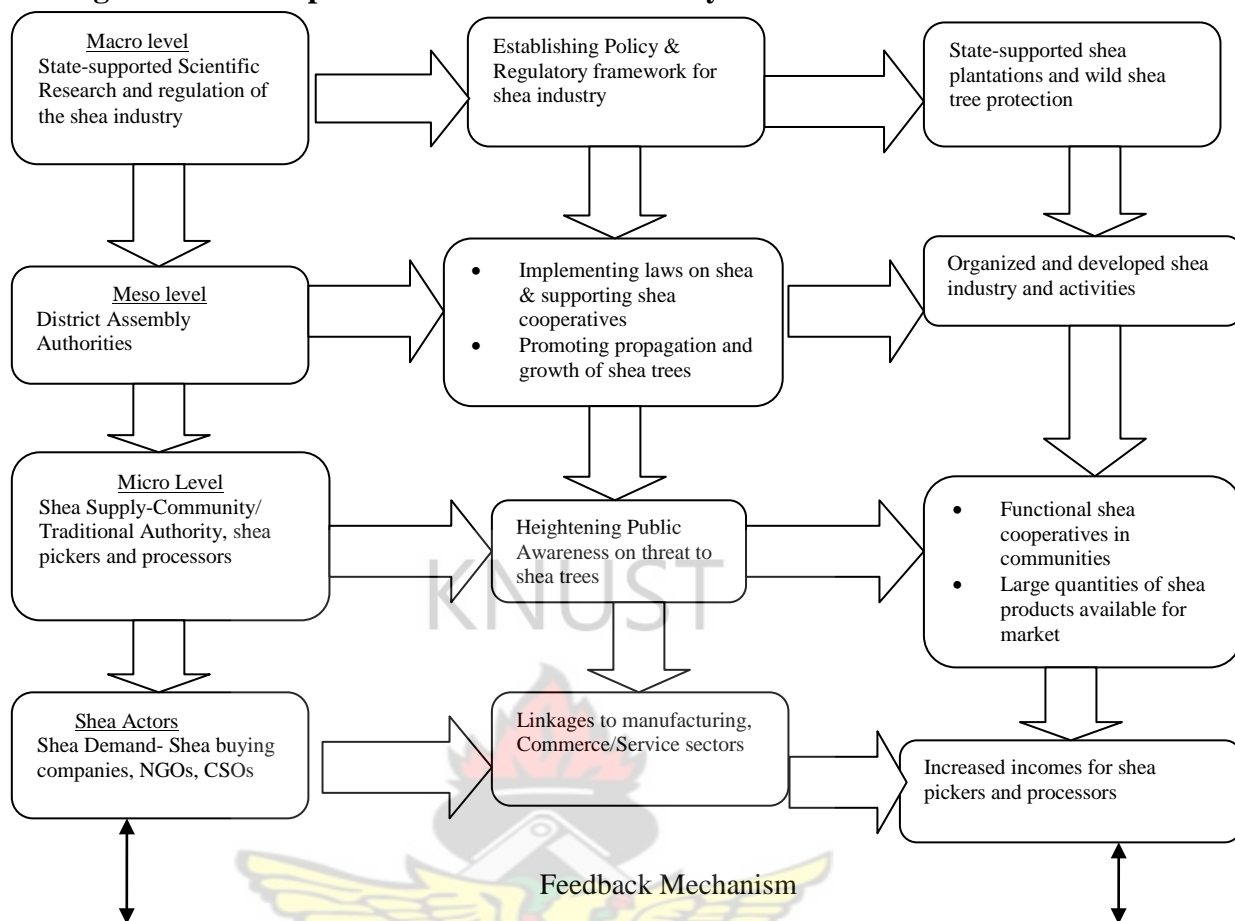 Macro level
State-supported Scientific
Research and regulation of
the shea industry
Establishing Policy &
Regulatory framework for
shea industry
State-supported shea
plantations and wild shea
tree protection
Meso level
District Assembly
Authorities
• Implementing laws on shea
& supporting shea
cooperatives
• Promoting propagation and
growth of shea trees
Organized and developed shea
industry and activities
Micro Level
Shea Supply-Community/
Traditional Authority, shea
pickers and processors
Heightening Public
Awareness on threat to
shea trees
• Functional shea
cooperatives in
communities
• Large quantities of shea
products available for
market
KNUST
Shea Actors
Shea Demand- Shea buying
companies, NGOs, CSOs
Linkages to manufacturing,
Commerce/Service sectors
Increased incomes for shea
pickers and processors
Feedback Mechanism